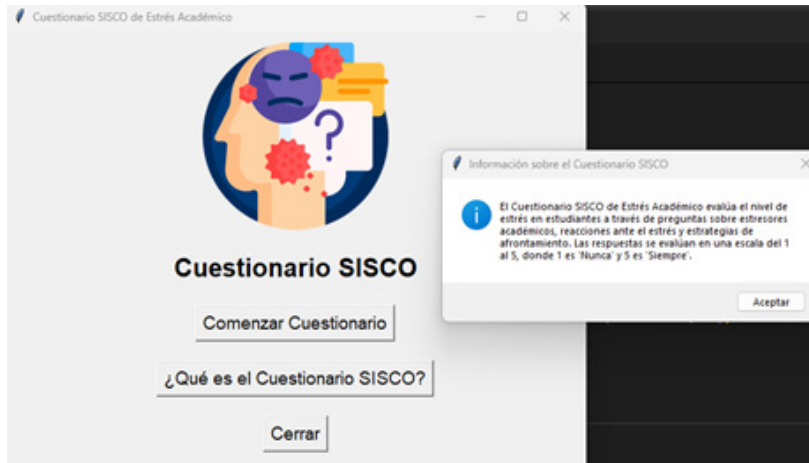 Cuestionario SISCO de Estrés Académico
?
Cuestionario SISCO
Comenzar Cuestionario
¿Qué es el Cuestionario SISCO?
Cerrar
Información sobre el Cuestionario SISCO
i
El Cuestionario SISCO de Estrés Académico evalúa el nivel de
estrés en estudiantes a través de preguntas sobre estresores
académicos, reacciones ante el estrés y estrategias de
afrontamiento. Las respuestas se evalúan en una escala del 1
al 5, donde 1 es 'Nunca' y 5 es 'Siempre'.
Aceptar